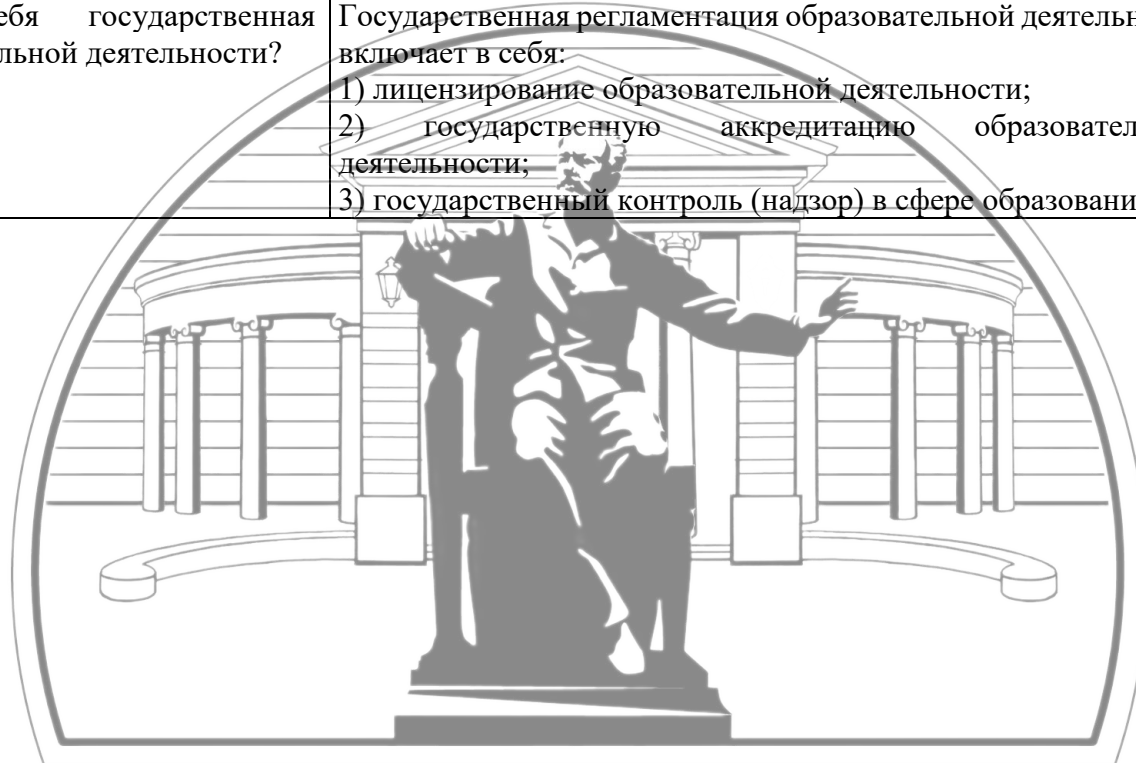 ебя государственная
льной деятельности?
Государственная регламентация образовательной деятельн
включает в себя:
1) лицензирование образовательной деятельности;
2) государственную аккредитацию образовател
деятельности;
3) государственный контроль (надзор) в сфере образовани